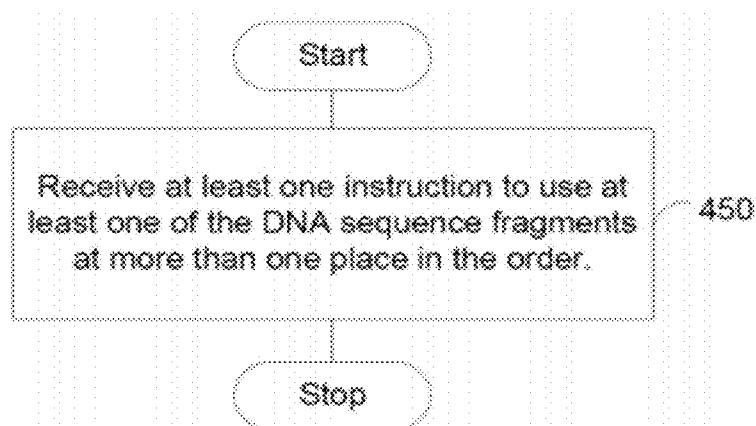 Start
Receive at least one instruction to use at
least one of the DNA sequence fragments
at more than one place in the order.
450
Stop